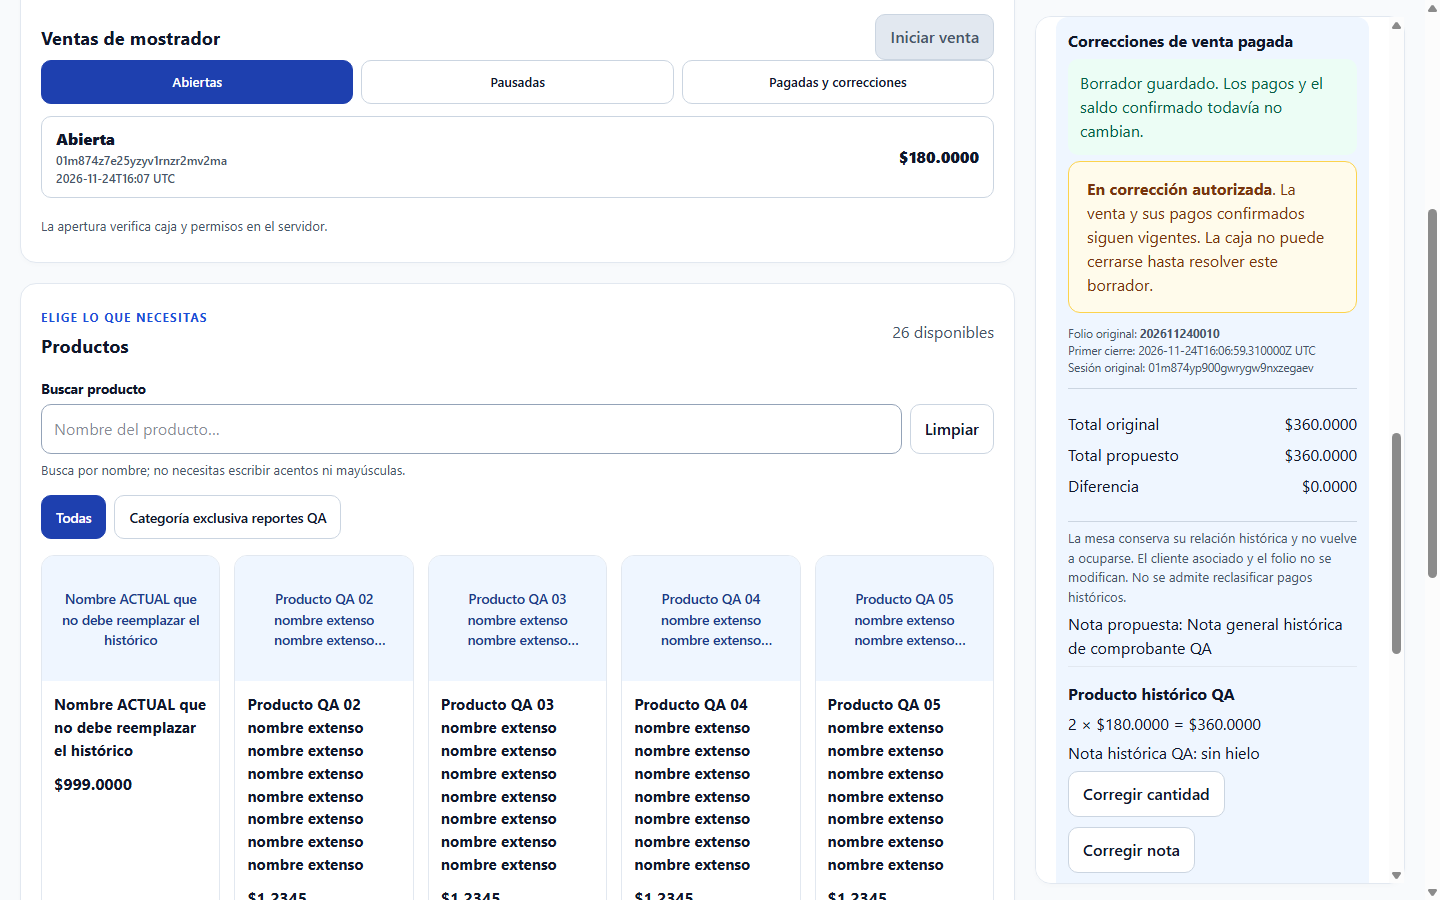 Ventas de mostrador
Iniciar venta
Abiertas
Pausadas
Pagadas y correcciones
Abierta
01m874z7e25yzyv1rnzr2mv2ma
2026-11-24T16:07 UTC
$180.0000
La apertura verifica caja y permisos en el servidor.
ELIGE LO QUE NECESITAS
Productos
26 disponibles
Buscar producto
Nombre del producto...
Limpiar
Busca por nombre; no necesitas escribir acentos ni mayúsculas.
Todas
Categoría exclusiva reportes QA
Nombre ACTUAL que
no debe reemplazar el
histórico
Nombre ACTUAL que
no debe reemplazar
el histórico
$999.0000
Producto QA 02
nombre extenso
nombre extenso...
Producto QA 02
nombre extenso
nombre extenso
nombre extenso
nombre extenso
nombre extenso
nombre extenso
nombre extenso
$1.2345
Producto QA 03
nombre extenso
nombre extenso...
Producto QA 03
nombre extenso
nombre extenso
nombre extenso
nombre extenso
nombre extenso
nombre extenso
nombre extenso
$1.2345
Producto QA 04
nombre extenso
nombre extenso...
Producto QA 04
nombre extenso
nombre extenso
nombre extenso
nombre extenso
nombre extenso
nombre extenso
nombre extenso
$1.2345
Producto QA 05
nombre extenso
nombre extenso...
Producto QA 05
nombre extenso
nombre extenso
nombre extenso
nombre extenso
nombre extenso
nombre extenso
nombre extenso
$1.2345
Correcciones de venta pagada
Borrador guardado. Los pagos y el
saldo confirmado todavía no
cambian.
En corrección autorizada. La
venta y sus pagos confirmados
siguen vigentes. La caja no puede
cerrarse hasta resolver este
borrador.
Folio original: 202611240010
Primer cierre: 2026-11-24T16:06:59.310000Z UTC
Sesión original: 01m874yp900gwrygw9nxzegaev
Total original $360.0000
Total propuesto $360.0000
Diferencia $0.0000
La mesa conserva su relación histórica y no vuelve
a ocuparse. El cliente asociado y el folio no se
modifican. No se admite reclasificar pagos
históricos.
Nota propuesta: Nota general histórica
de comprobante QA
Producto histórico QA
2 × $180.0000 = $360.0000
Nota histórica QA: sin hielo
Corregir cantidad
Corregir nota